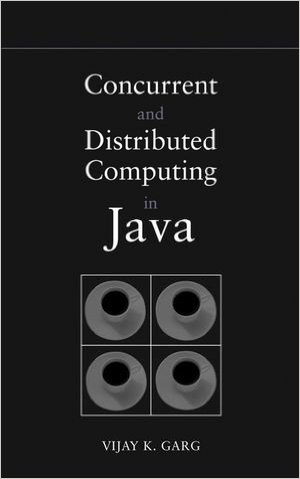 Concurrent
and
Distributed
Computing
in
Java
VIJAY K. GARG